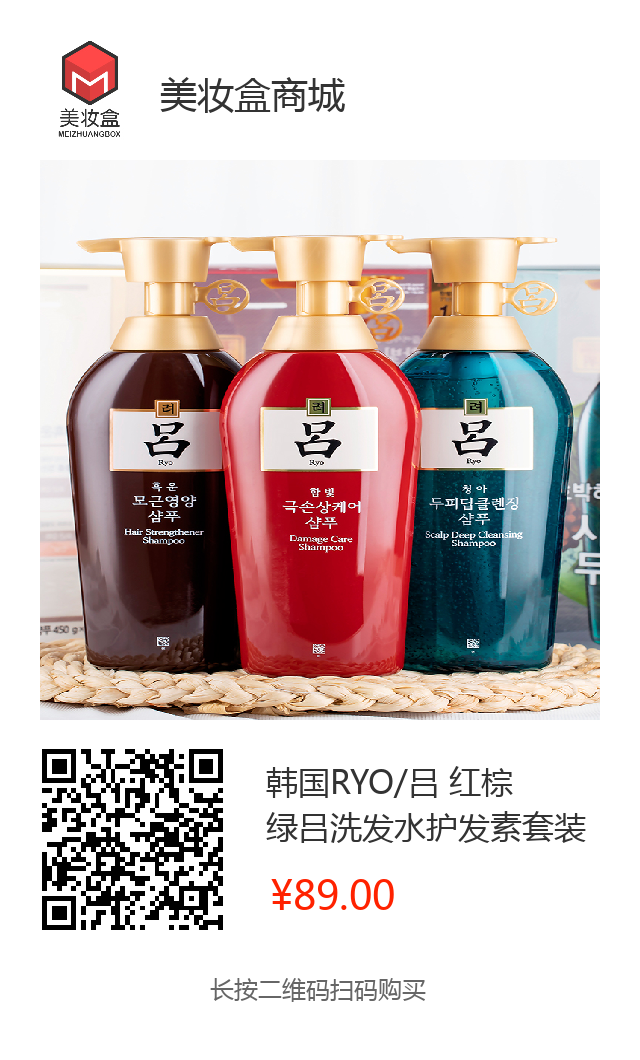 美妆盒
MEIZHUANGBOX
美妆盒商城
려
呂
Ryo
흑운
모근영양
샴푸
Hair Strengthener
Shampoo
려
呂
Ryo
함빛
극손상케어
샴푸
Damage Care
Shampoo
려
呂
Ryo
청아
두피딥클렌징
샴푸
Scalp Deep Cleansing
Shampoo
450 g
韩国RYO/吕 红棕
绿吕洗发水护发素套装
¥89.00
长按二维码扫码购买